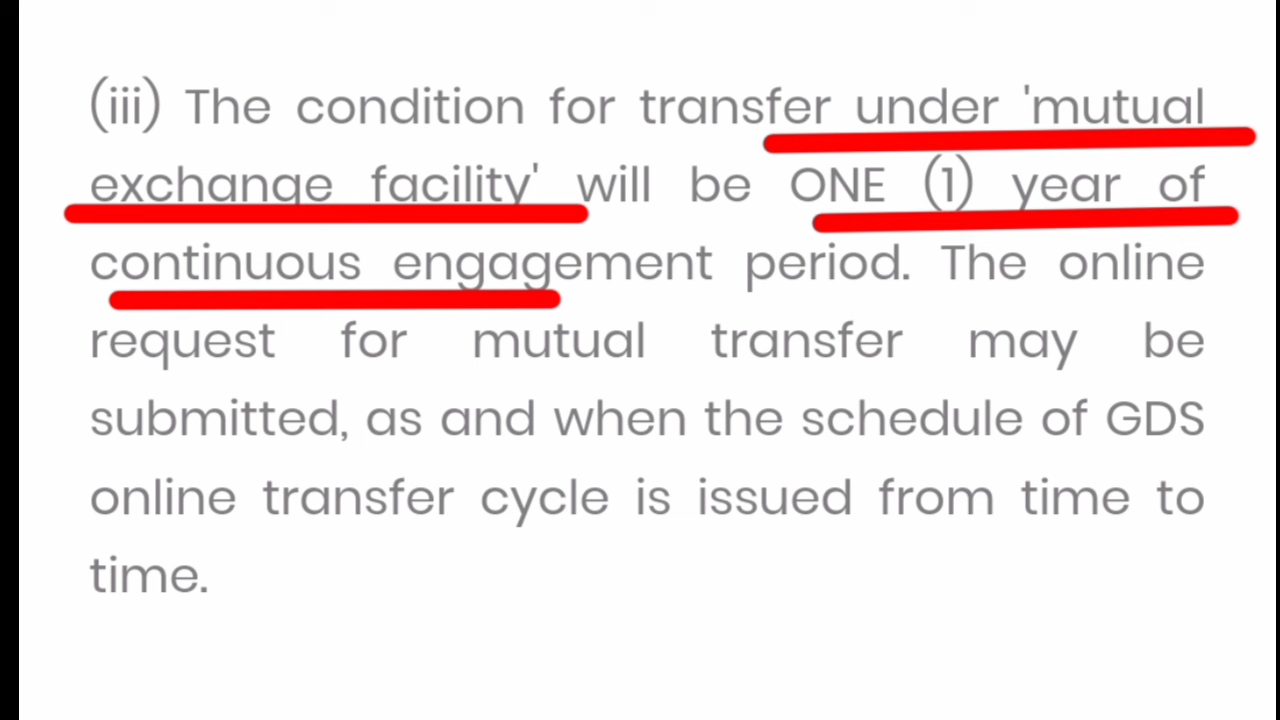 (iii) The condition for transfer under 'mutual
exchange facility' will be ONE (1) year of
continuous engagement period. The online
request for mutual transfer may be
submitted, as and when the schedule of GDS
online transfer cycle is issued from time to
time.